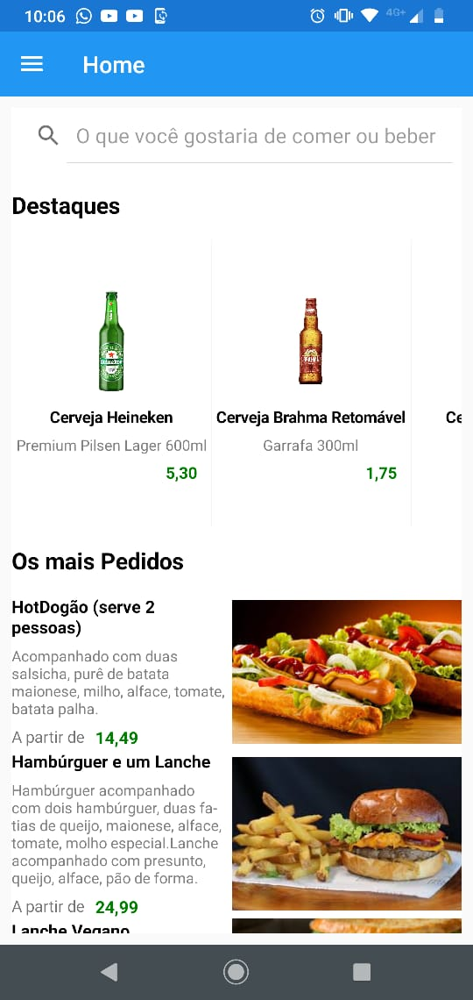 10:06
4G+
Home
O que você gostaria de comer ou beber
Destaques
Heineken
Cerveja Heineken
Premium Pilsen Lager 600ml
5,30
Cerveja Brahma Retomável
Garrafa 300ml
1,75
Ce
Os mais Pedidos
HotDogão (serve 2
pessoas)
Acompanhado com duas
salsicha, purê de batata
maionese, milho, alface, tomate,
batata palha.
A partir de 14,49
Hambúrguer e um Lanche
Hambúrguer acompanhado
com dois hambúrguer, duas fa-
tias de queijo, maionese, alface,
tomate, molho especial.Lanche
acompanhado com presunto,
queijo, alface, pão de forma.
A partir de 24,99
Lanche Vegano